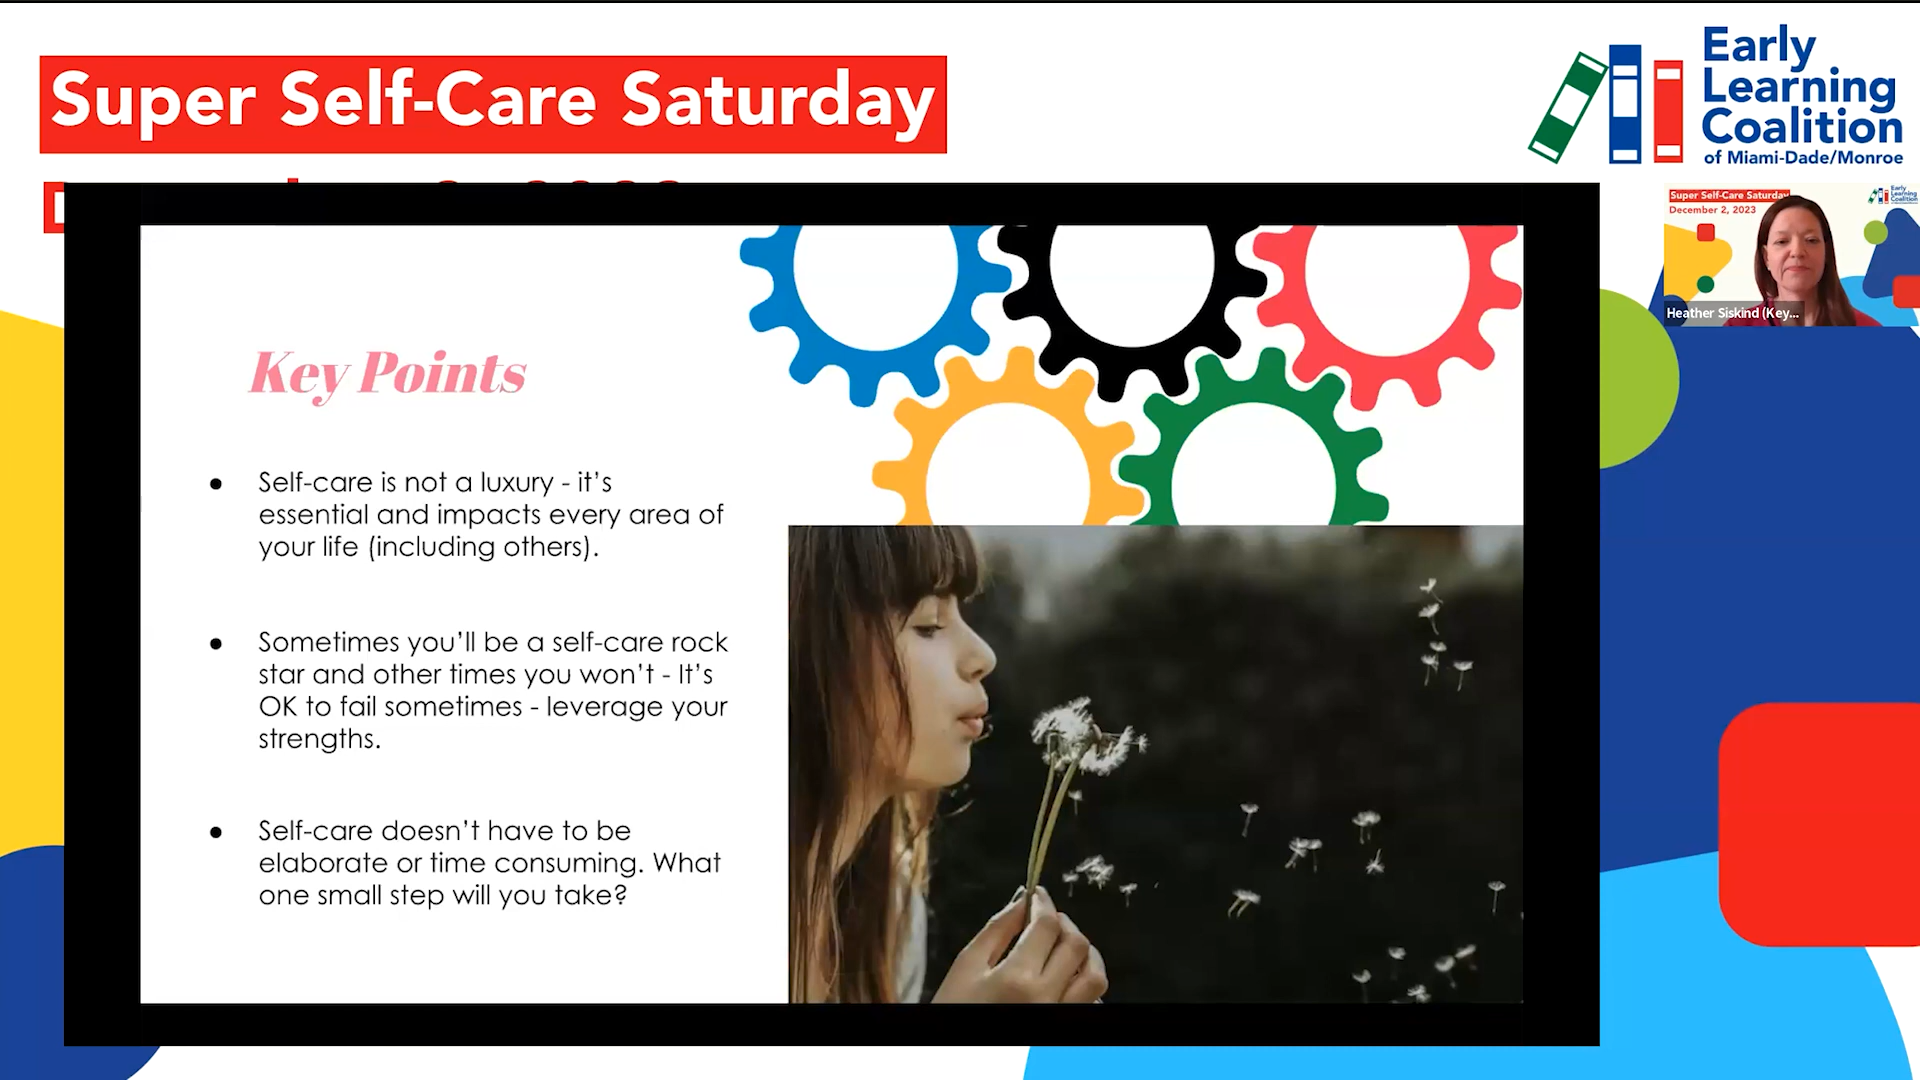 Super Self-Care Saturday
Early
Learning
Coalition
of Miami-Dade/Monroe
Super Self-Care Saturday
December 2, 2023
Early
Learning
Coalition
Heather Siskind (Key...
Key Points
● Self-care is not a luxury - it's
essential and impacts every area of
your life (including others).
● Sometimes you'll be a self-care rock
star and other times you won't - It's
OK to fail sometimes - leverage your
strengths.
● Self-care doesn't have to be
elaborate or time consuming. What
one small step will you take?